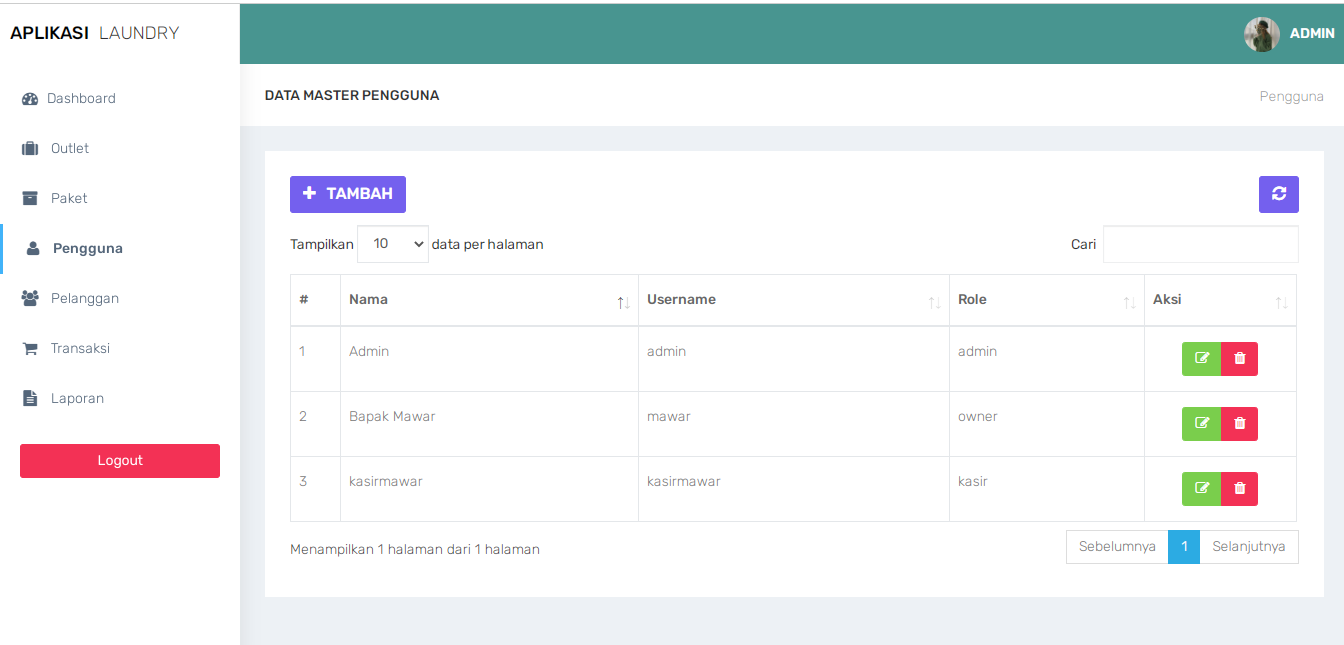 APLIKASI LAUNDRY
ADMIN
Dashboard
Outlet
Paket
Pengguna
Pelanggan
Transaksi
Laporan
Logout
DATA MASTER PENGGUNA
Pengguna
TAMBAH
Tampilkan 10 data per halaman
Cari
# Nama Username Role Aksi
1 Admin admin admin
2 Bapak Mawar mawar owner
3 kasirmawar kasirmawar kasir
Menampilkan 1 halaman dari 1 halaman
Sebelumnya 1 Selanjutnya